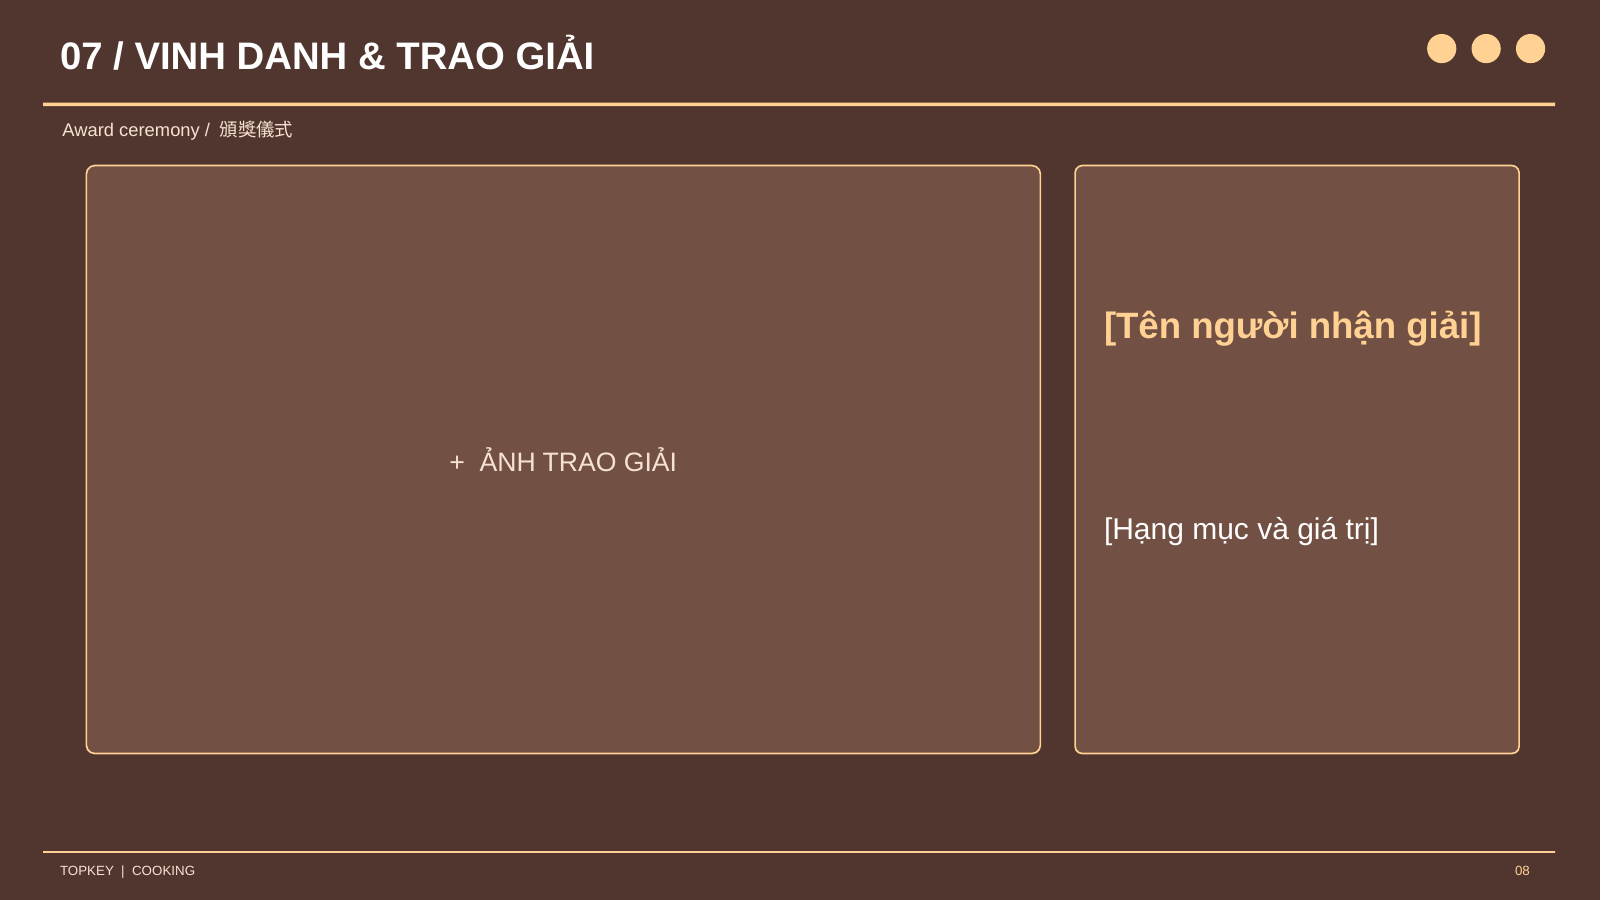 07 / VINH DANH & TRAO GIẢI
Award ceremony / 頒獎儀式
+ ẢNH TRAO GIẢI
[Tên người nhận giải]
[Hạng mục và giá trị]
TOPKEY | COOKING
08